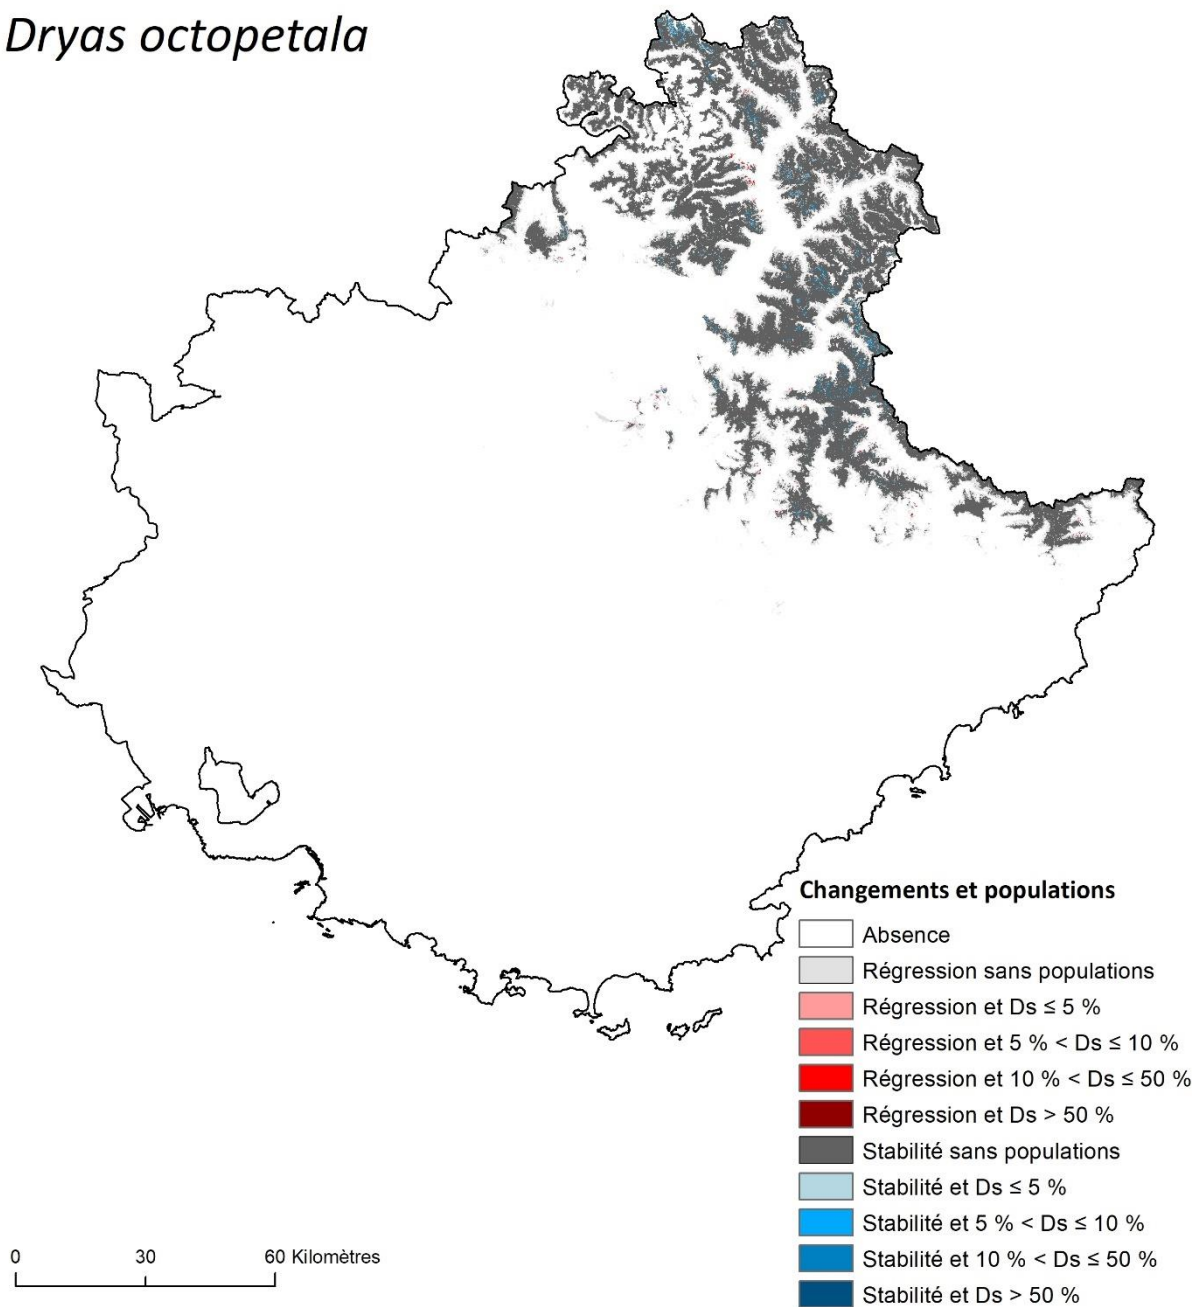 Dryas octopetala
Changements et populations
Absence
Régression sans populations
Régression et Ds ≤ 5 %
Régression et 5 % < Ds ≤ 10 %
Régression et 10 % < Ds ≤ 50 %
Régression et Ds > 50 %
Stabilité sans populations
Stabilité et Ds ≤ 5 %
Stabilité et 5 % < Ds ≤ 10 %
Stabilité et 10 % < Ds ≤ 50 %
Stabilité et Ds > 50 %
0 30 60 Kilomètres